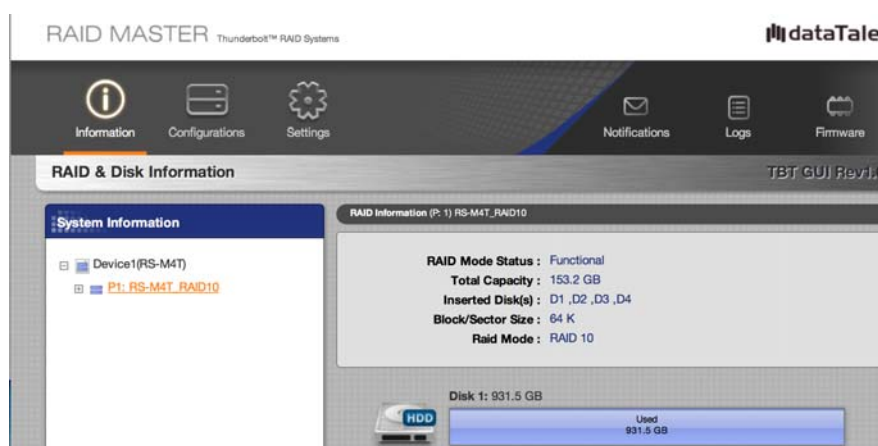 RAID MASTER Thunderbolt™ RAID Systems
dataTale
Information
Configurations
Settings
Notifications
Logs
Firmware
RAID & Disk Information
TBT GUI Rev1.
System Information
Device1(RS-M4T)
P1: RS-M4T_RAID10
RAID Information (P: 1) RS-M4T_RAID10
RAID Mode Status : Functional
Total Capacity : 153.2 GB
Inserted Disk(s) : D1 ,D2 ,D3 ,D4
Block/Sector Size : 64 K
Raid Mode : RAID 10
Disk 1: 931.5 GB
HDD
Used
931.5 GB